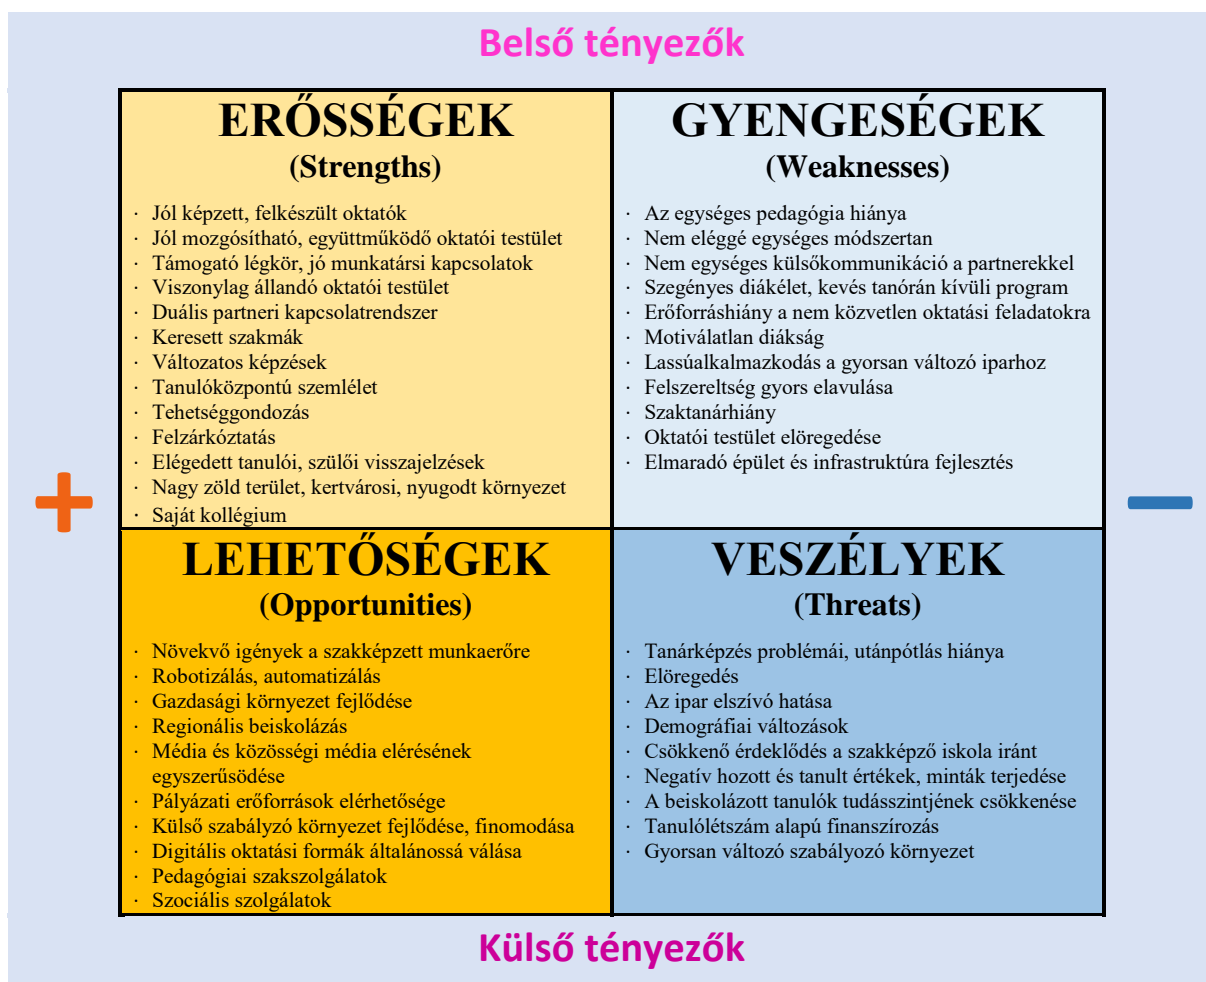 Belső tényezők
ERŐSSÉGEK
(Strengths)
· Jól képzett, felkészült oktatók
· Jól mozgósítható, együttműködő oktatói testület
· Támogató légkör, jó munkatársi kapcsolatok
· Viszonylag állandó oktatói testület
· Duális partneri kapcsolatrendszer
· Keresett szakmák
· Változatos képzések
· Tanulóközpontú szemlélet
· Tehetséggondozás
· Felzárkóztatás
· Elégedett tanulói, szülői visszajelzések
· Nagy zöld terület, kertvárosi, nyugodt környezet
· Saját kollégium
GYENGESÉGEK
(Weaknesses)
· Az egységes pedagógia hiánya
· Nem eléggé egységes módszertan
· Nem egységes külsőkommunikáció a partnerekkel
· Szegényes diákélet, kevés tanórán kívüli program
· Erőforráshiány a nem közvetlen oktatási feladatokra
· Motiválatlan diákság
· Lassúalkalmazkodás a gyorsan változó iparhoz
· Felszereltség gyors elavulása
· Szaktanárhiány
· Oktatói testület elöregedése
· Elmaradó épület és infrastruktúra fejlesztés
+
−
LEHETŐSÉGEK
(Opportunities)
· Növekvő igények a szakképzett munkaerőre
· Robotizálás, automatizálás
· Gazdasági környezet fejlődése
· Regionális beiskolázás
· Média és közösségi média elérésének
egyszerűsödése
· Pályázati erőforrások elérhetősége
· Külső szabályzó környezet fejlődése, finomodása
· Digitális oktatási formák általánossá válása
· Pedagógiai szakszolgálatok
· Szociális szolgálatok
VESZÉLYEK
(Threats)
· Tanárképzés problémái, utánpótlás hiánya
· Elöregedés
· Az ipar elszívó hatása
· Demográfiai változások
· Csökkenő érdeklődés a szakképző iskola iránt
· Negatív hozott és tanult értékek, minták terjedése
· A beiskolázott tanulók tudásszintjének csökkenése
· Tanulólétszám alapú finanszírozás
· Gyorsan változó szabályozó környezet
Külső tényezők